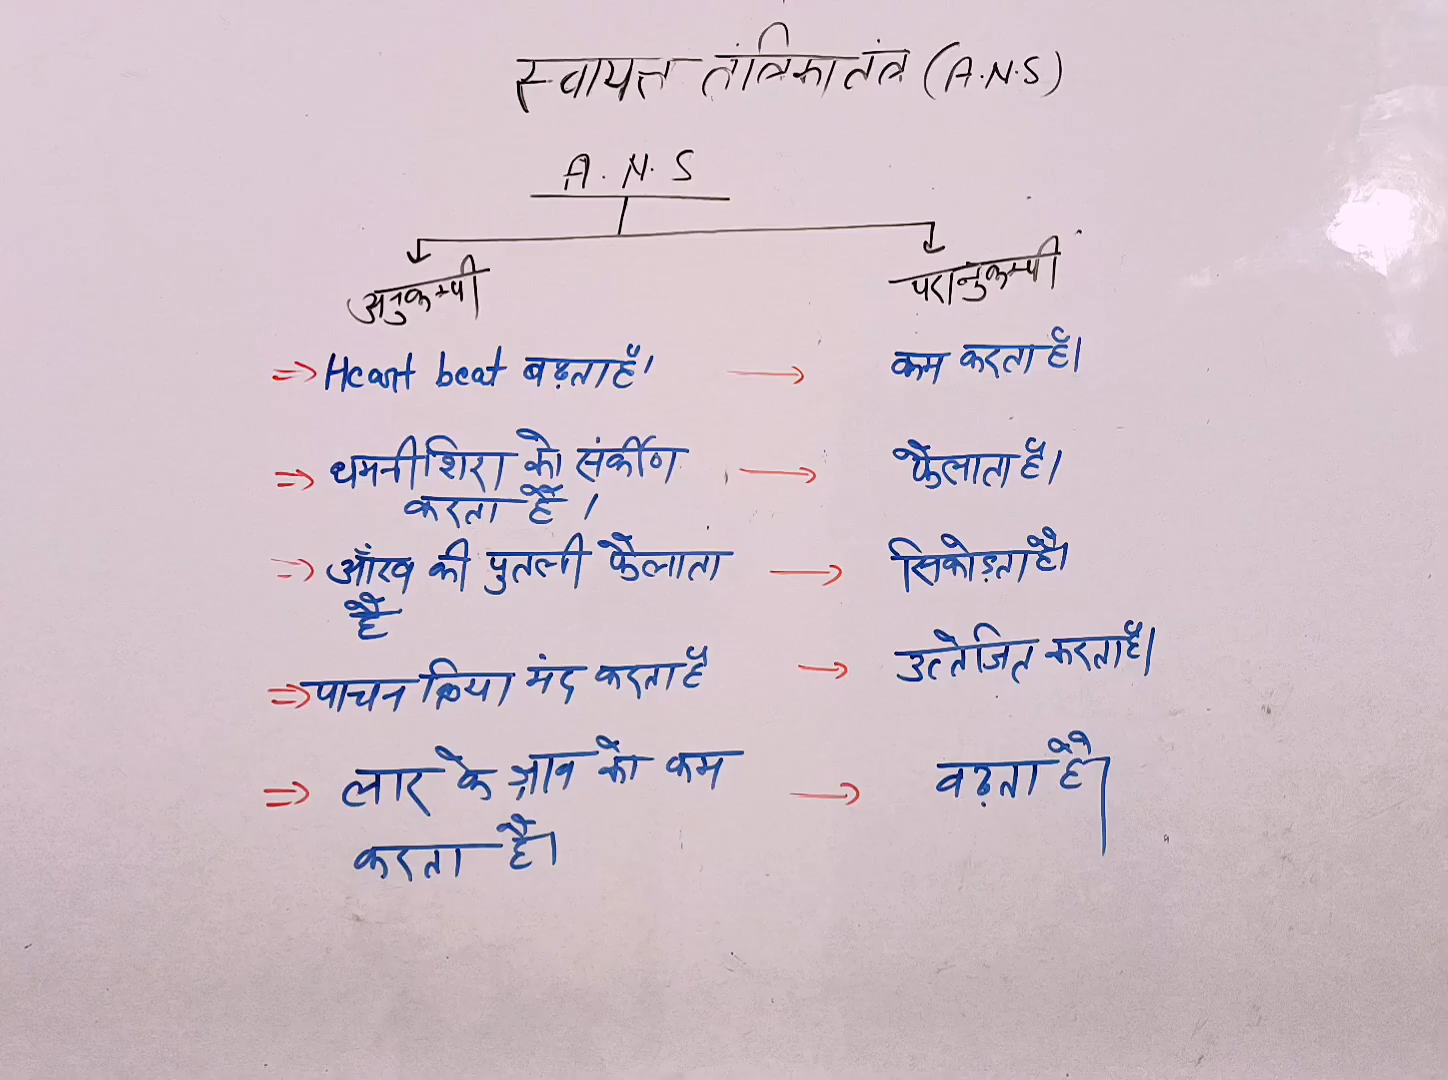 स्वायत्त तंत्रिका तंत्र (A.N.S)
A.N.S
अनुकम्पी परानुकम्पी
⇒ Heart beat बढ़ता है। → कम करता है।
⇒ धमनी शिरा को संर्कीण → फैलाता है।
करता है।
⇒ आँख की पुतली फैलाता → सिकोड़ता है।
है
⇒ पाचन क्रिया मंद करता है → उत्तेजित करता है।
⇒ लार के स्राव को कम → बढ़ता है।
करता है।